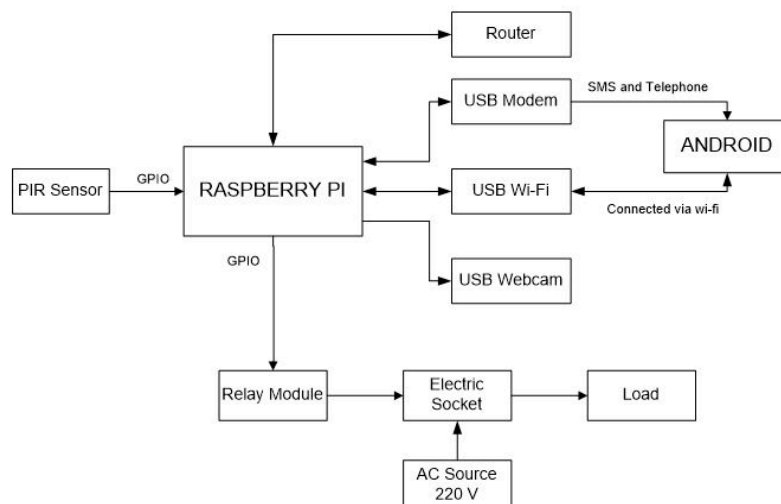 Router
USB Modem
SMS and Telephone
ANDROID
PIR Sensor
GPIO
RASPBERRY PI
USB Wi-Fi
Connected via wi-fi
GPIO
USB Webcam
Relay Module
Electric
Socket
Load
AC Source
220 V